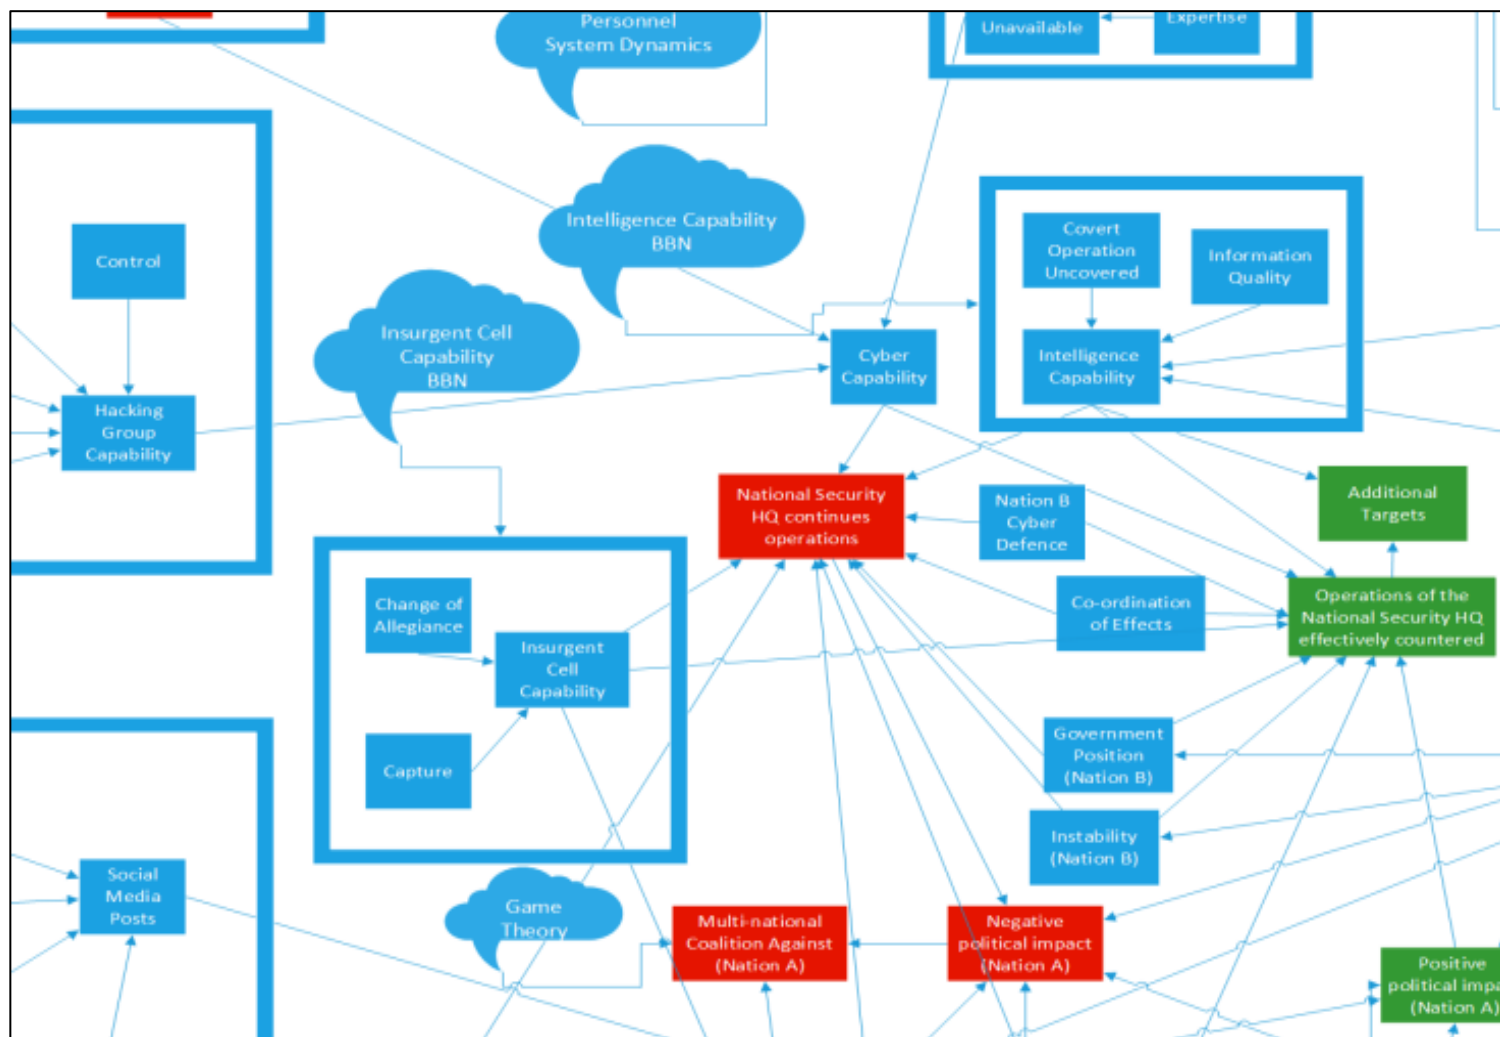 Personnel
System Dynamics
Unavailable
Expertise
Intelligence Capability
BBN
Covert
Operation
Uncovered
Information
Quality
Control
Insurgent Cell
Capability
BBN
Cyber
Capability
Intelligence
Capability
Hacking
Group
Capability
National Security
HQ continues
operations
Nation B
Cyber
Defence
Additional
Targets
Change of
Allegiance
Co-ordination
of Effects
Operations of the
National Security HQ
effectively countered
Insurgent
Cell
Capability
Capture
Government
Position
(Nation B)
Instability
(Nation B)
Social
Media
Posts
Game
Theory
Multi-national
Coalition Against
(Nation A)
Negative
political impact
(Nation A)
Positive
political impa
(Nation A)